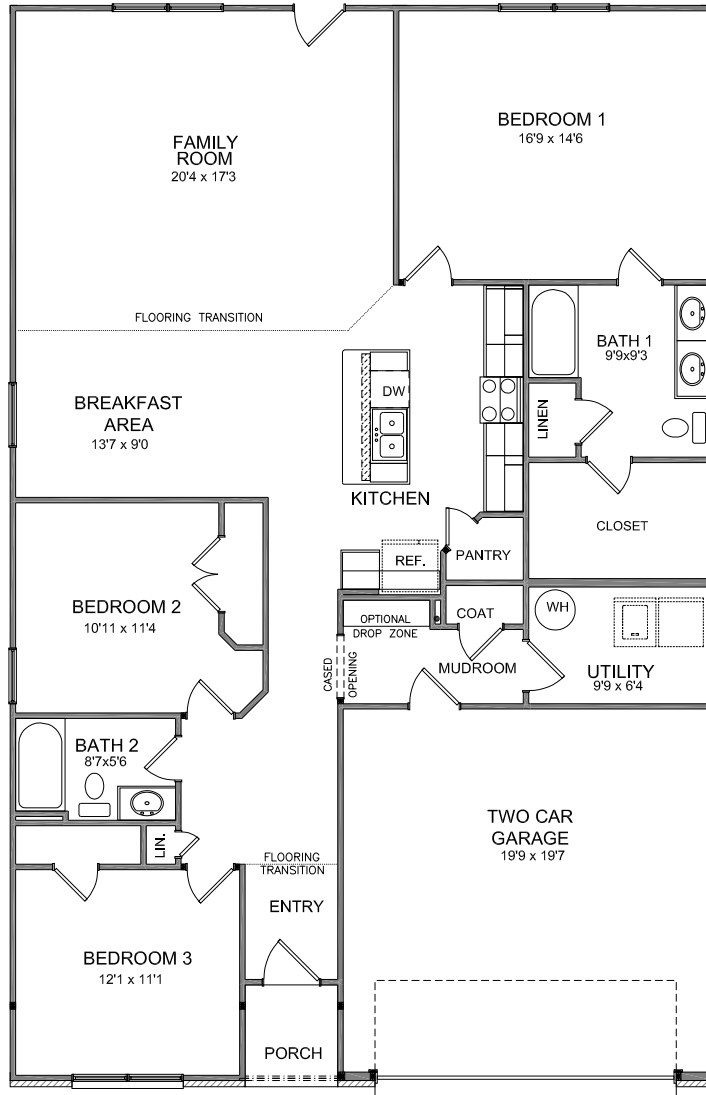 FAMILY
ROOM
20'4 x 17'3
BEDROOM 1
16'9 x 14'6
FLOORING TRANSITION
BATH 1
9'9x9'3
DW
BREAKFAST
AREA
13'7 x 9'0
LINEN
KITCHEN
CLOSET
REF.
PANTRY
BEDROOM 2
10'11 x 11'4
OPTIONAL
DROP ZONE
COAT
WH
CASED
OPENING
MUDROOM
UTILITY
9'9 x 6'4
BATH 2
8'7x5'6
LIN.
TWO CAR
GARAGE
19'9 x 19'7
FLOORING
TRANSITION
ENTRY
BEDROOM 3
12'1 x 11'1
PORCH